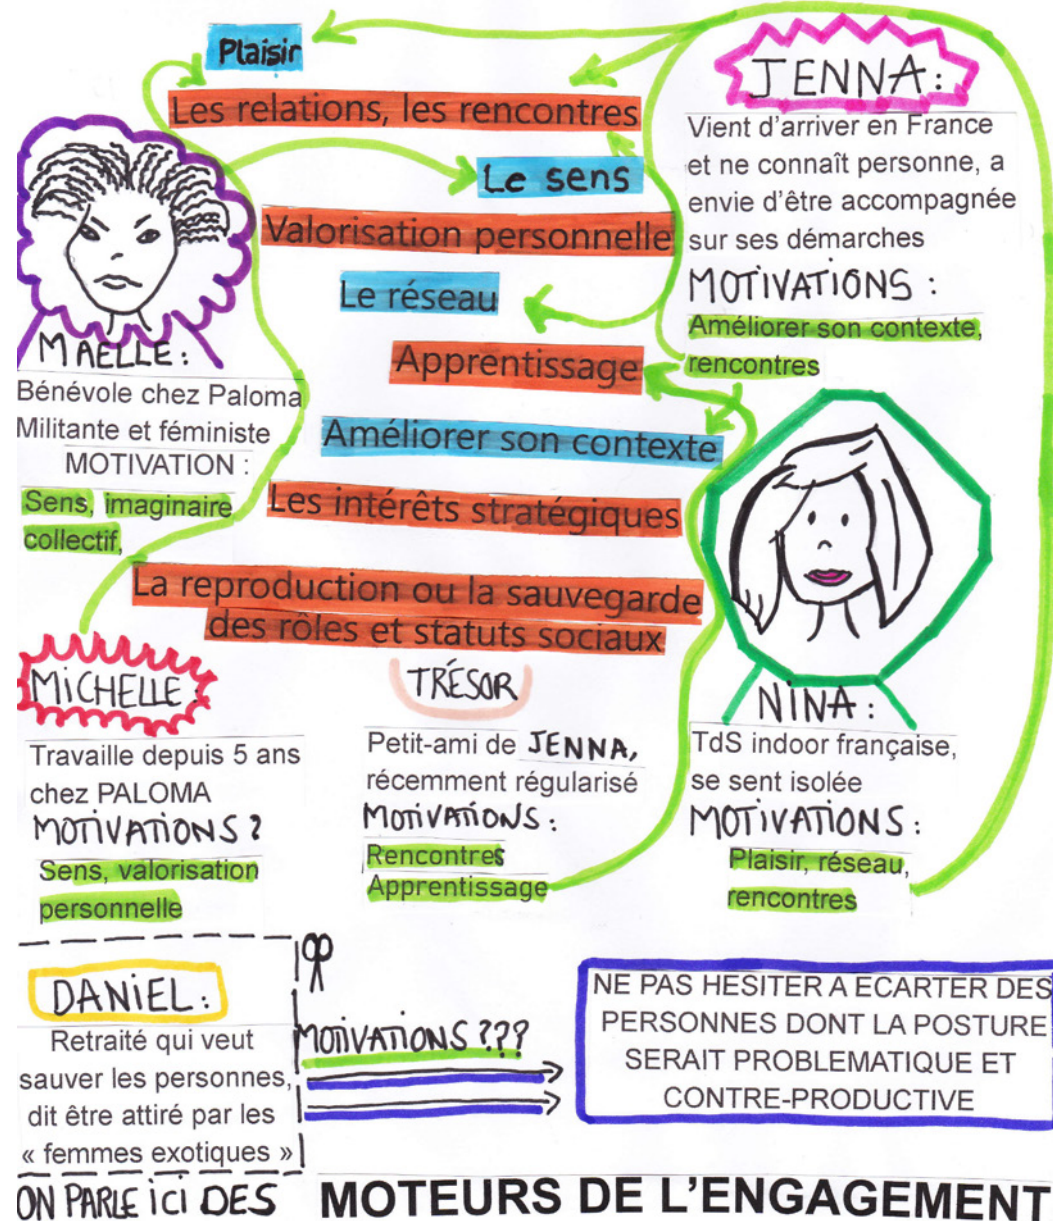 Plaisir
Les relations, les rencontres
Le sens
Valorisation personnelle
Le réseau
Apprentissage
Améliorer son contexte
Les intérêts stratégiques
La reproduction ou la sauvegarde
des rôles et statuts sociaux
JENNA :
Vient d'arriver en France
et ne connaît personne, a
envie d'être accompagnée
sur ses démarches
MOTIVATIONS :
Améliorer son contexte,
rencontres
MAELLE :
Bénévole chez Paloma
Militante et féministe
MOTIVATION :
Sens, imaginaire
collectif,
MICHELLE :
Travaille depuis 5 ans
chez PALOMA
MOTIVATIONS ?
Sens, valorisation
personnelle
TRÉSOR
Petit-ami de JENNA,
récemment régularisé
MOTIVATIONS :
Rencontres
Apprentissage
NINA :
TdS indoor française,
se sent isolée
MOTIVATIONS :
Plaisir, réseau,
rencontres
DANIEL :
Retraité qui veut
sauver les personnes,
dit être attiré par les
« femmes exotiques »
MOTIVATIONS ???
NE PAS HESITER A ECARTER DES
PERSONNES DONT LA POSTURE
SERAIT PROBLEMATIQUE ET
CONTRE-PRODUCTIVE
ON PARLE ICI DES MOTEURS DE L'ENGAGEMENT